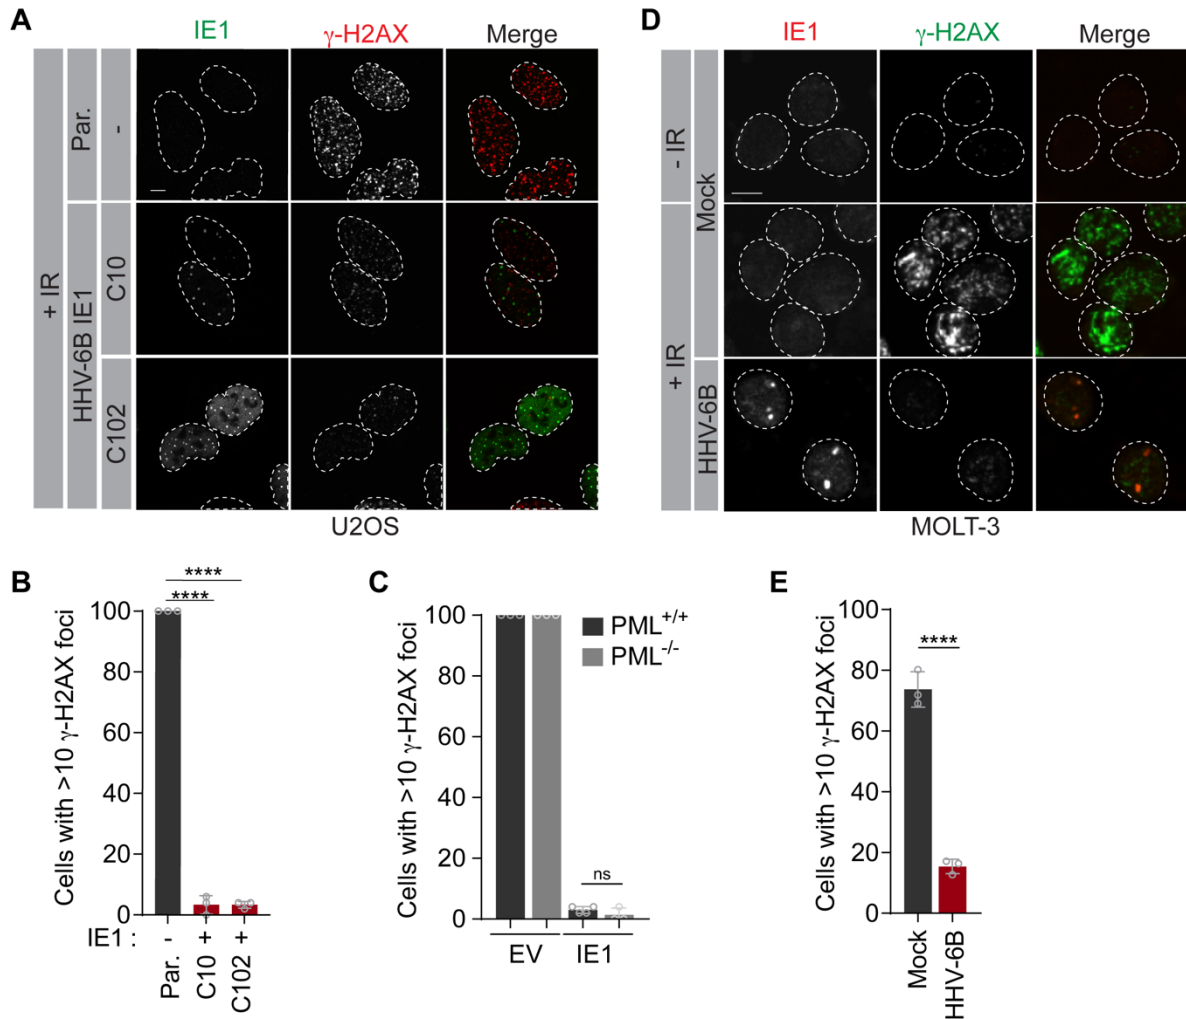 A
IE1 γ-H2AX Merge
+ IR
Par.
-
HHV-6B IE1
C10
C102
U2OS
D
IE1 γ-H2AX Merge
- IR
Mock
+ IR
HHV-6B
MOLT-3
B
Cells with >10 γ-H2AX foci
100
80
60
40
20
0
****
****
IE1 : - + +
Par. C10 C102
C
Cells with >10 γ-H2AX foci
100
80
60
40
20
0
PML+/+
PML-/-
ns
EV IE1
E
Cells with >10 γ-H2AX foci
100
80
60
40
20
0
****
Mock HHV-6B